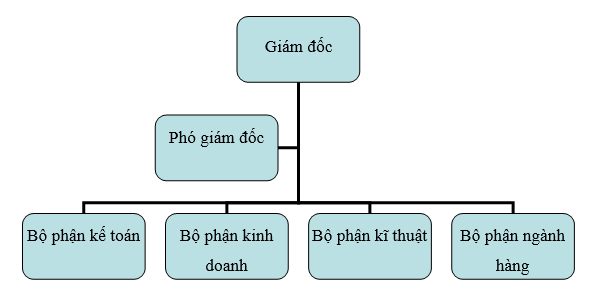 Giám đốc
Phó giám đốc
Bộ phận kế toán
Bộ phận kinh
doanh
Bộ phận kĩ thuật
Bộ phận ngành
hàng